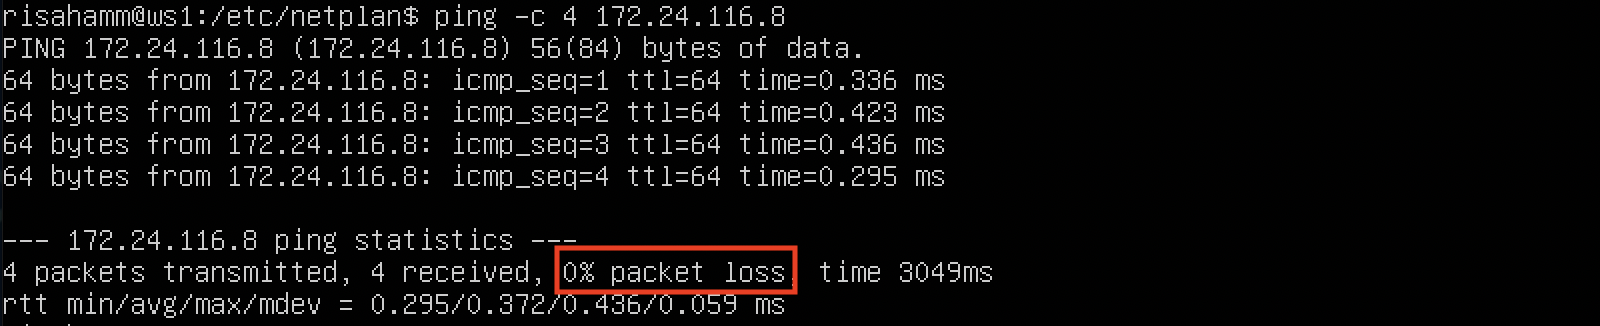 risahamm@ws1:/etc/netplan$ ping -c 4 172.24.116.8
PING 172.24.116.8 (172.24.116.8) 56(84) bytes of data.
64 bytes from 172.24.116.8: icmp_seq=1 ttl=64 time=0.336 ms
64 bytes from 172.24.116.8: icmp_seq=2 ttl=64 time=0.423 ms
64 bytes from 172.24.116.8: icmp_seq=3 ttl=64 time=0.436 ms
64 bytes from 172.24.116.8: icmp_seq=4 ttl=64 time=0.295 ms
--- 172.24.116.8 ping statistics ---
4 packets transmitted, 4 received, 0% packet loss, time 3049ms
rtt min/avg/max/mdev = 0.295/0.372/0.436/0.059 ms